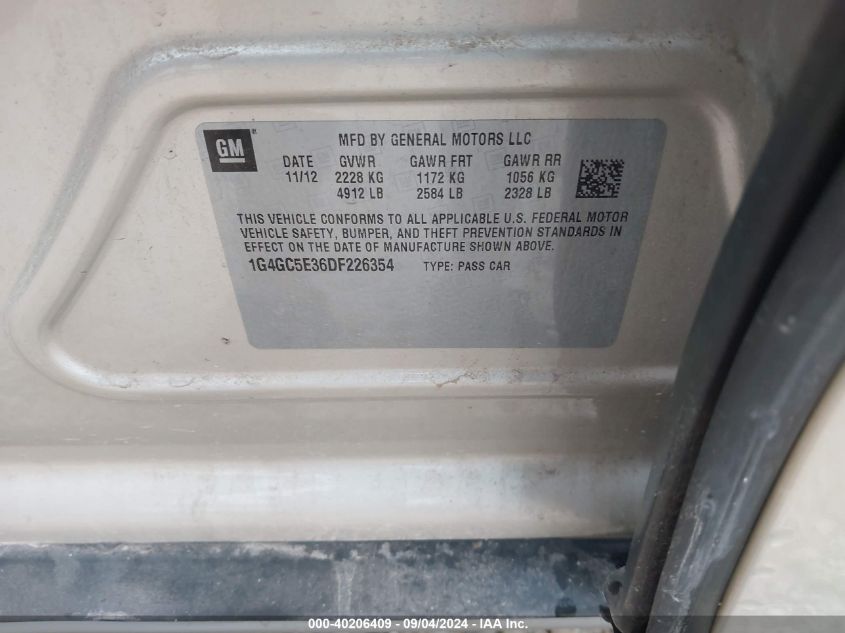 GM
MFD BY GENERAL MOTORS LLC
DATE GVWR GAWR FRT GAWR RR
11/12 2228 KG 1172 KG 1056 KG
4912 LB 2584 LB 2328 LB
THIS VEHICLE CONFORMS TO ALL APPLICABLE U.S. FEDERAL MOTOR
VEHICLE SAFETY, BUMPER, AND THEFT PREVENTION STANDARDS IN
EFFECT ON THE DATE OF MANUFACTURE SHOWN ABOVE.
1G4GC5E36DF226354 TYPE: PASS CAR
000-40206409 - 09/04/2024 - IAA Inc.